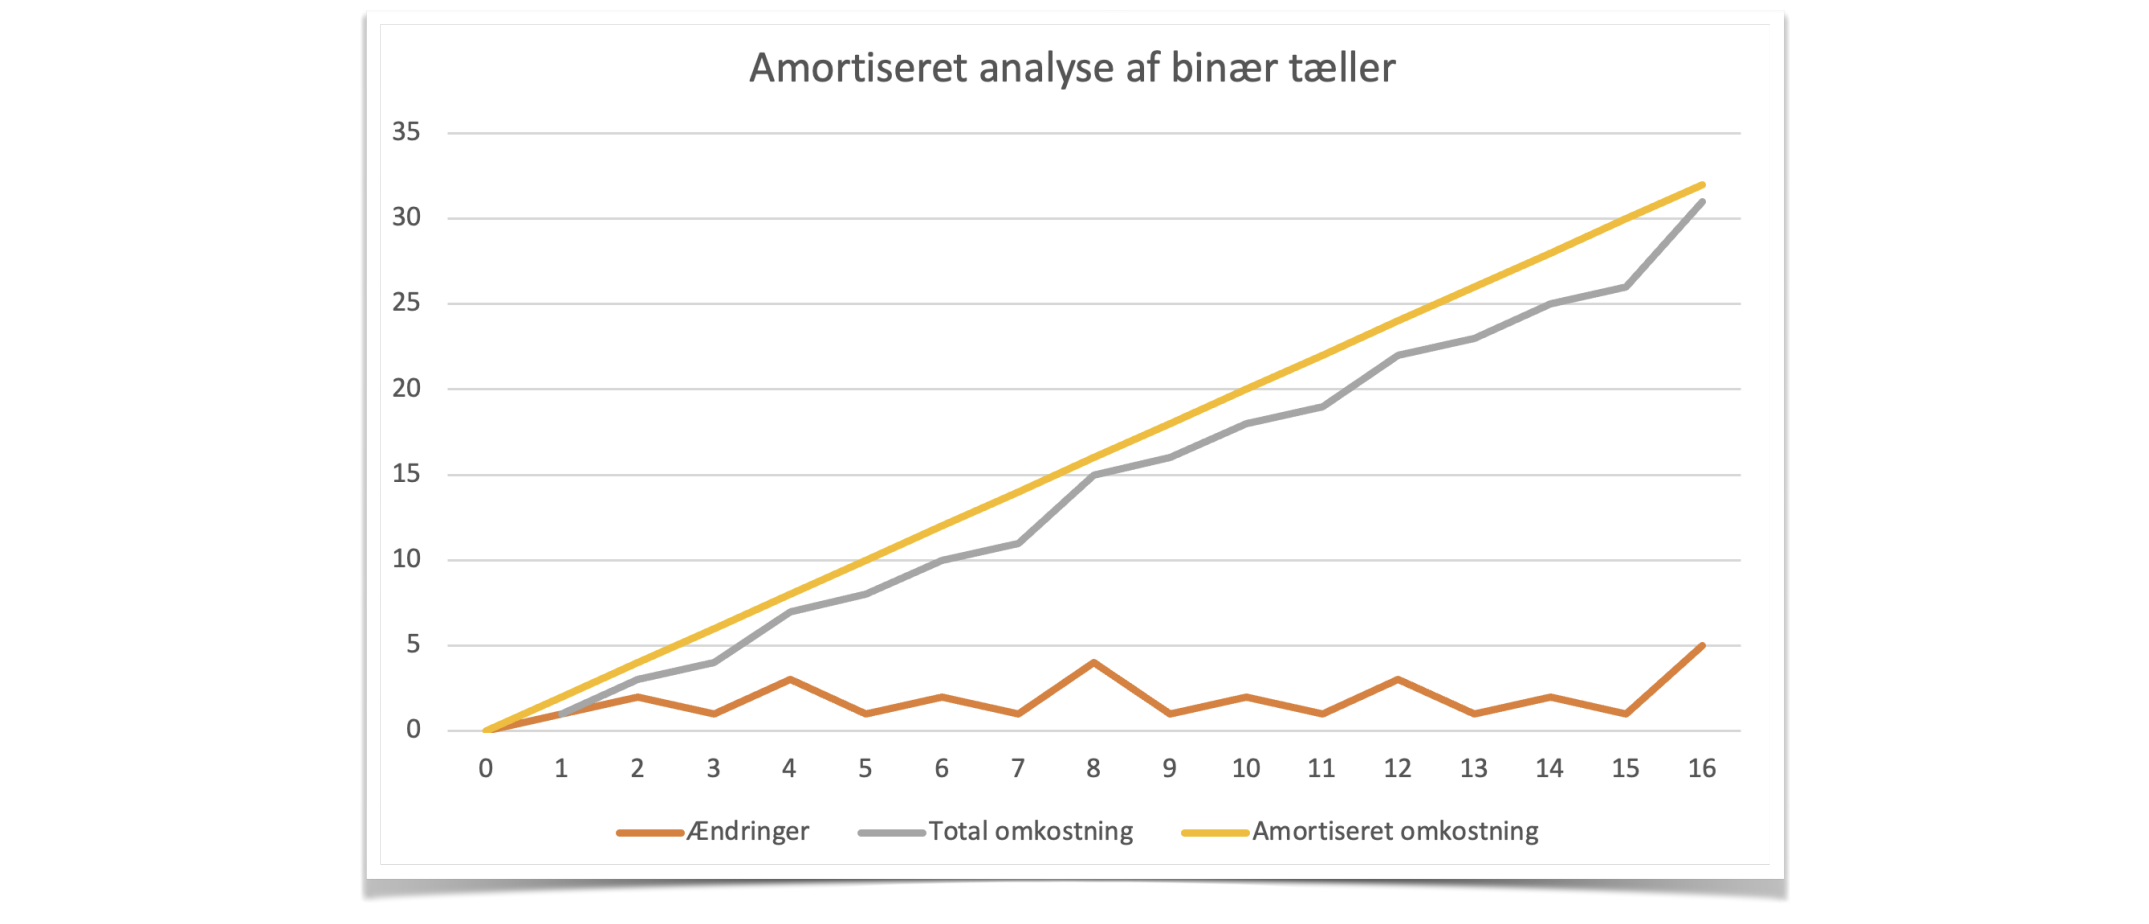 Amortiseret analyse af binær tæller
35
30
25
20
15
10
5
0
0 1 2 3 4 5 6 7 8 9 10 11 12 13 14 15 16
Ændringer Total omkostning Amortiseret omkostning